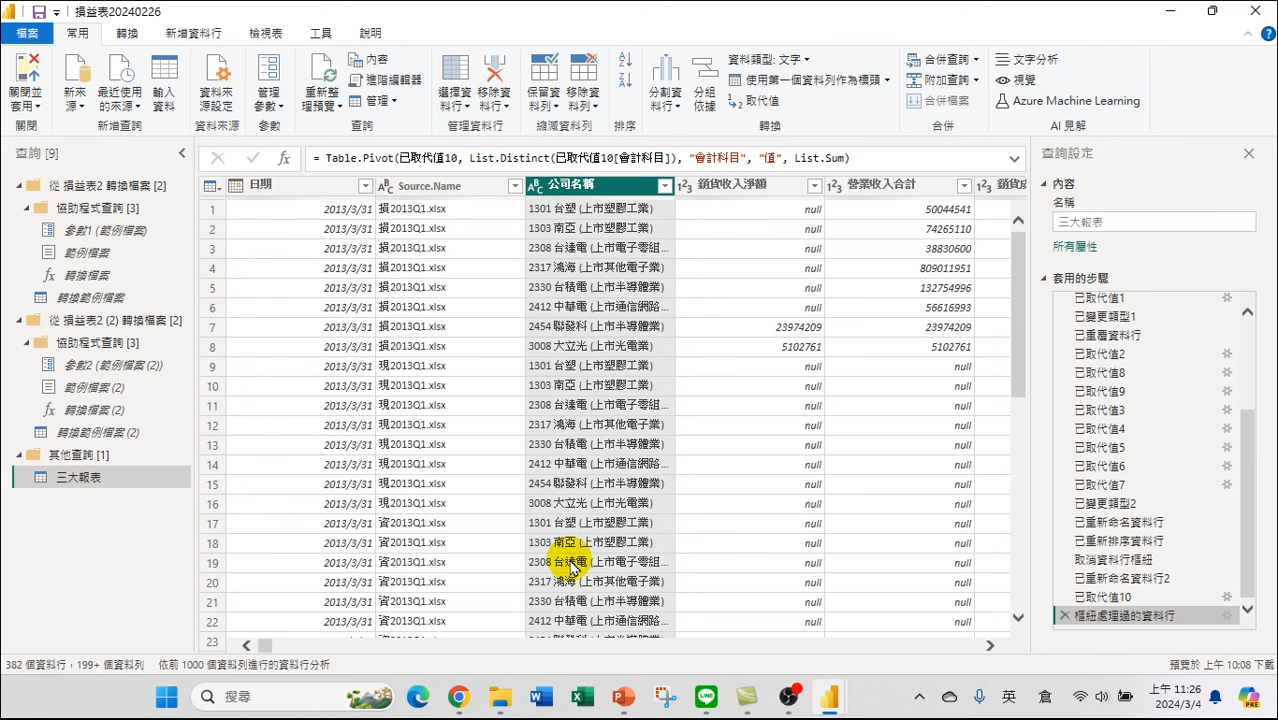 損益表20240226
檔案 常用 轉換 新增資料行 檢視表 工具 說明
關閉並套用 新來源 最近使用的來源 輸入資料 資料來源設定 管理參數 重新整理預覽 內容 進階編輯器 管理 選擇資料行 移除資料行 保留資料列 移除資料列 分割資料行 分組依據 資料類型: 文字 使用第一個資料列作為標頭 取代值 合併查詢 附加查詢 合併檔案 文字分析 視覺 Azure Machine Learning
關閉 新增查詢 資料來源 參數 查詢 管理資料行 縮減資料列 排序 轉換 合併 AI 見解
查詢 [9]
= Table.Pivot(已取代值10, List.Distinct(已取代值10[會計科目]), "會計科目", "值", List.Sum)
從 損益表2 轉換檔案 [2]
協助程式查詢 [3]
參數1 (範例檔案)
範例檔案
轉換檔案
轉換範例檔案
從 損益表2 (2) 轉換檔案 [2]
協助程式查詢 [3]
參數2 (範例檔案 (2))
範例檔案 (2)
轉換檔案 (2)
轉換範例檔案 (2)
其他查詢 [1]
三大報表
日期 Source.Name 公司名稱 銷貨收入淨額 營業收入合計
1 2013/3/31 損2013Q1.xlsx 1301 台塑 (上市塑膠工業) null 50044541
2 2013/3/31 損2013Q1.xlsx 1303 南亞 (上市塑膠工業) null 74265110
3 2013/3/31 損2013Q1.xlsx 2308 台達電 (上市電子零組... null 38830600
4 2013/3/31 損2013Q1.xlsx 2317 鴻海 (上市其他電子業) null 809011951
5 2013/3/31 損2013Q1.xlsx 2330 台積電 (上市半導體業) null 132754996
6 2013/3/31 損2013Q1.xlsx 2412 中華電 (上市通信網路... null 56616993
7 2013/3/31 損2013Q1.xlsx 2454 聯發科 (上市半導體業) 23974209 23974209
8 2013/3/31 損2013Q1.xlsx 3008 大立光 (上市光電業) 5102761 5102761
9 2013/3/31 現2013Q1.xlsx 1301 台塑 (上市塑膠工業) null null
10 2013/3/31 現2013Q1.xlsx 1303 南亞 (上市塑膠工業) null null
11 2013/3/31 現2013Q1.xlsx 2308 台達電 (上市電子零組... null null
12 2013/3/31 現2013Q1.xlsx 2317 鴻海 (上市其他電子業) null null
13 2013/3/31 現2013Q1.xlsx 2330 台積電 (上市半導體業) null null
14 2013/3/31 現2013Q1.xlsx 2412 中華電 (上市通信網路... null null
15 2013/3/31 現2013Q1.xlsx 2454 聯發科 (上市半導體業) null null
16 2013/3/31 現2013Q1.xlsx 3008 大立光 (上市光電業) null null
17 2013/3/31 資2013Q1.xlsx 1301 台塑 (上市塑膠工業) null null
18 2013/3/31 資2013Q1.xlsx 1303 南亞 (上市塑膠工業) null null
19 2013/3/31 資2013Q1.xlsx 2308 台達電 (上市電子零組... null null
20 2013/3/31 資2013Q1.xlsx 2317 鴻海 (上市其他電子業) null null
21 2013/3/31 資2013Q1.xlsx 2330 台積電 (上市半導體業) null null
22 2013/3/31 資2013Q1.xlsx 2412 中華電 (上市通信網路... null null
23
查詢設定
內容
名稱
三大報表
所有屬性
套用的步驟
已取代值1
已變更類型1
已重覆資料行
已取代值2
已取代值8
已取代值9
已取代值3
已取代值4
已取代值5
已取代值6
已取代值7
已變更類型2
已重新命名資料行
已重新排序資料行
取消資料行樞紐
已重新命名資料行2
已取代值10
樞紐處理過的資料行
382 個資料行，199+ 個資料列 依前 1000 個資料列進行的資料行分析 預覽於 上午 10:08 下載
搜尋 英 倉 上午 11:26
2024/3/4